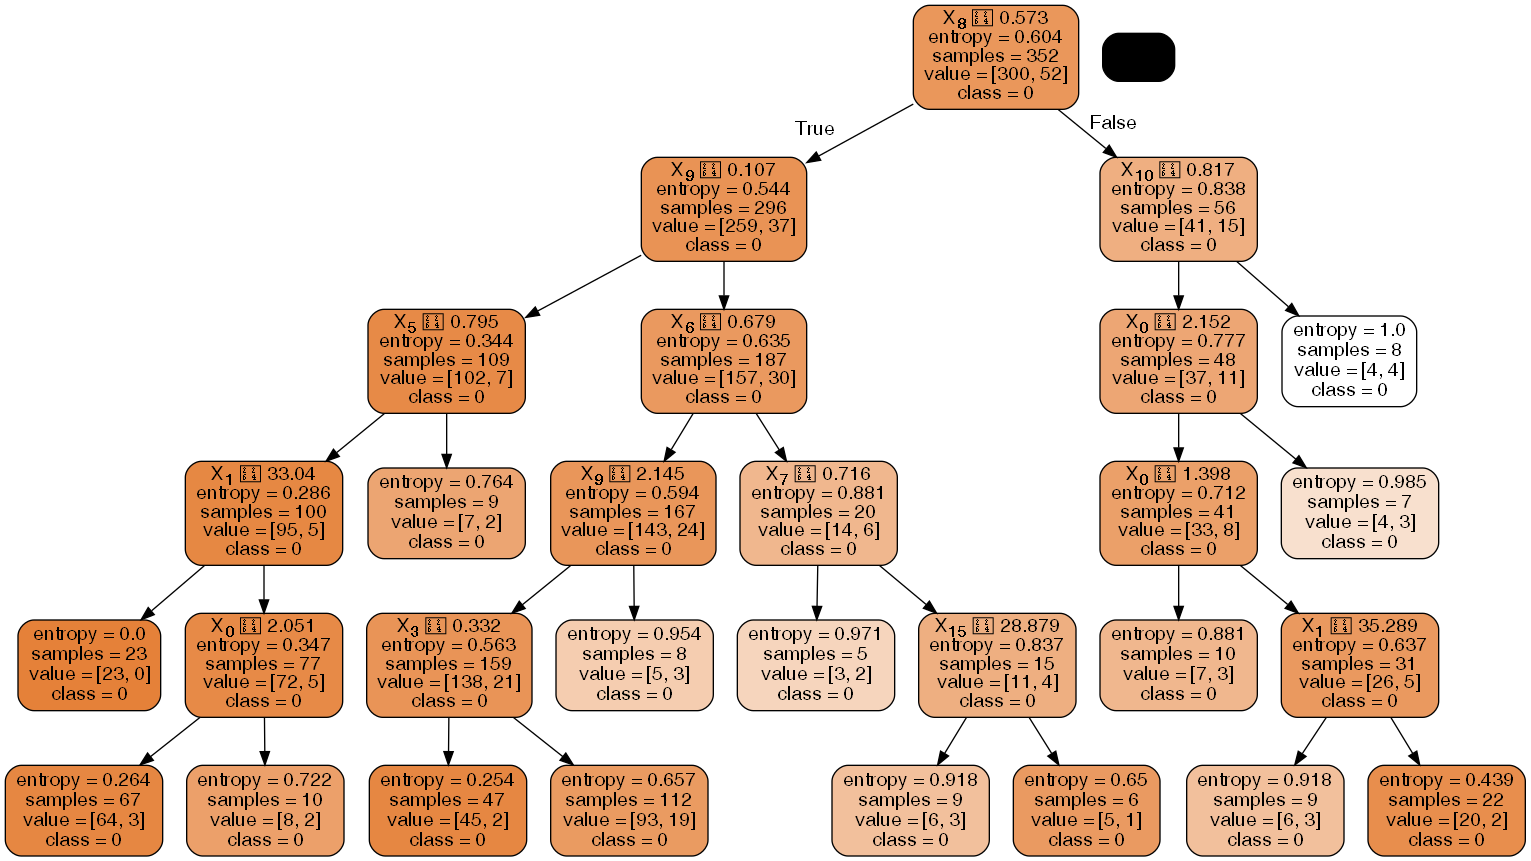 X₈ ≤ 0.573
entropy = 0.604
samples = 352
value = [300, 52]
class = 0
True
False
X₉ ≤ 0.107
entropy = 0.544
samples = 296
value = [259, 37]
class = 0
X₁₀ ≤ 0.817
entropy = 0.838
samples = 56
value = [41, 15]
class = 0
X₅ ≤ 0.795
entropy = 0.344
samples = 109
value = [102, 7]
class = 0
X₆ ≤ 0.679
entropy = 0.635
samples = 187
value = [157, 30]
class = 0
X₀ ≤ 2.152
entropy = 0.777
samples = 48
value = [37, 11]
class = 0
entropy = 1.0
samples = 8
value = [4, 4]
class = 0
X₁ ≤ 33.04
entropy = 0.286
samples = 100
value = [95, 5]
class = 0
entropy = 0.764
samples = 9
value = [7, 2]
class = 0
X₉ ≤ 2.145
entropy = 0.594
samples = 167
value = [143, 24]
class = 0
X₇ ≤ 0.716
entropy = 0.881
samples = 20
value = [14, 6]
class = 0
X₀ ≤ 1.398
entropy = 0.712
samples = 41
value = [33, 8]
class = 0
entropy = 0.985
samples = 7
value = [4, 3]
class = 0
entropy = 0.0
samples = 23
value = [23, 0]
class = 0
X₀ ≤ 2.051
entropy = 0.347
samples = 77
value = [72, 5]
class = 0
X₃ ≤ 0.332
entropy = 0.563
samples = 159
value = [138, 21]
class = 0
entropy = 0.954
samples = 8
value = [5, 3]
class = 0
entropy = 0.971
samples = 5
value = [3, 2]
class = 0
X₁₅ ≤ 28.879
entropy = 0.837
samples = 15
value = [11, 4]
class = 0
entropy = 0.881
samples = 10
value = [7, 3]
class = 0
X₁ ≤ 35.289
entropy = 0.637
samples = 31
value = [26, 5]
class = 0
entropy = 0.264
samples = 67
value = [64, 3]
class = 0
entropy = 0.722
samples = 10
value = [8, 2]
class = 0
entropy = 0.254
samples = 47
value = [45, 2]
class = 0
entropy = 0.657
samples = 112
value = [93, 19]
class = 0
entropy = 0.918
samples = 9
value = [6, 3]
class = 0
entropy = 0.65
samples = 6
value = [5, 1]
class = 0
entropy = 0.918
samples = 9
value = [6, 3]
class = 0
entropy = 0.439
samples = 22
value = [20, 2]
class = 0